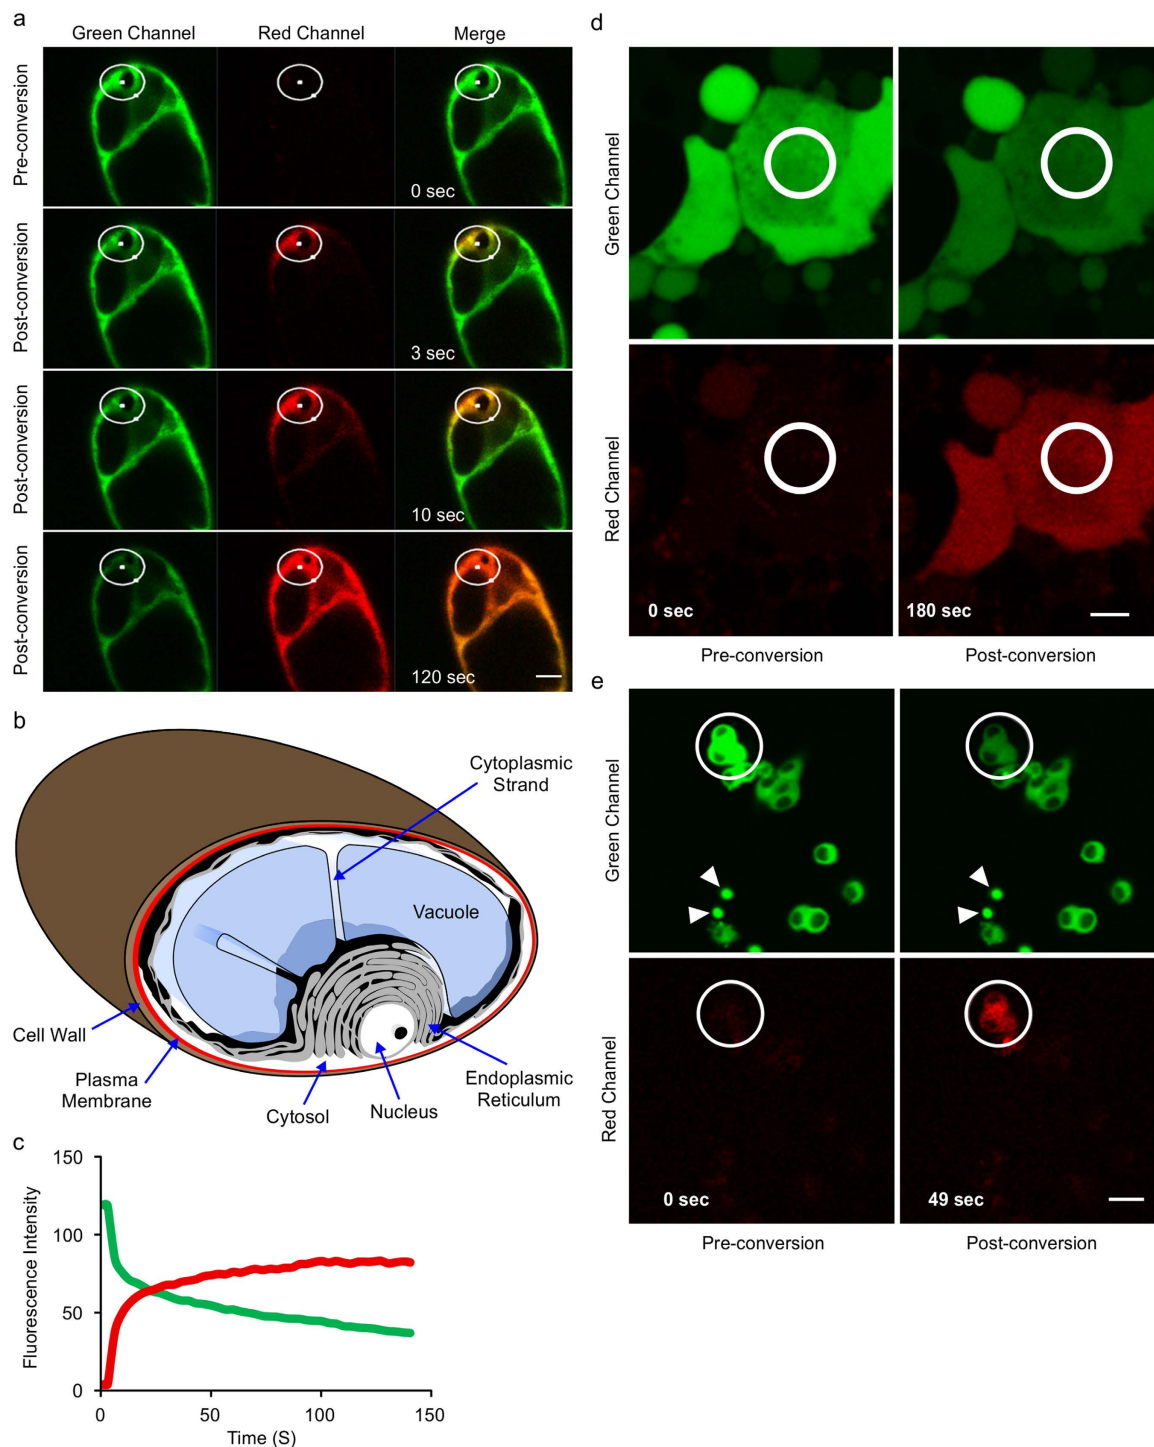 a
Green Channel
Red Channel
Merge
Pre-conversion
0 sec
Post-conversion
3 sec
Post-conversion
10 sec
Post-conversion
120 sec
b
Cytoplasmic
Strand
Vacuole
Cell Wall
Plasma
Membrane
Cytosol
Nucleus
Endoplasmic
Reticulum
c
Fluorescence Intensity
150
100
50
0
0
50
100
150
Time (S)
d
Green Channel
Red Channel
0 sec
180 sec
Pre-conversion
Post-conversion
e
Green Channel
Red Channel
0 sec
49 sec
Pre-conversion
Post-conversion